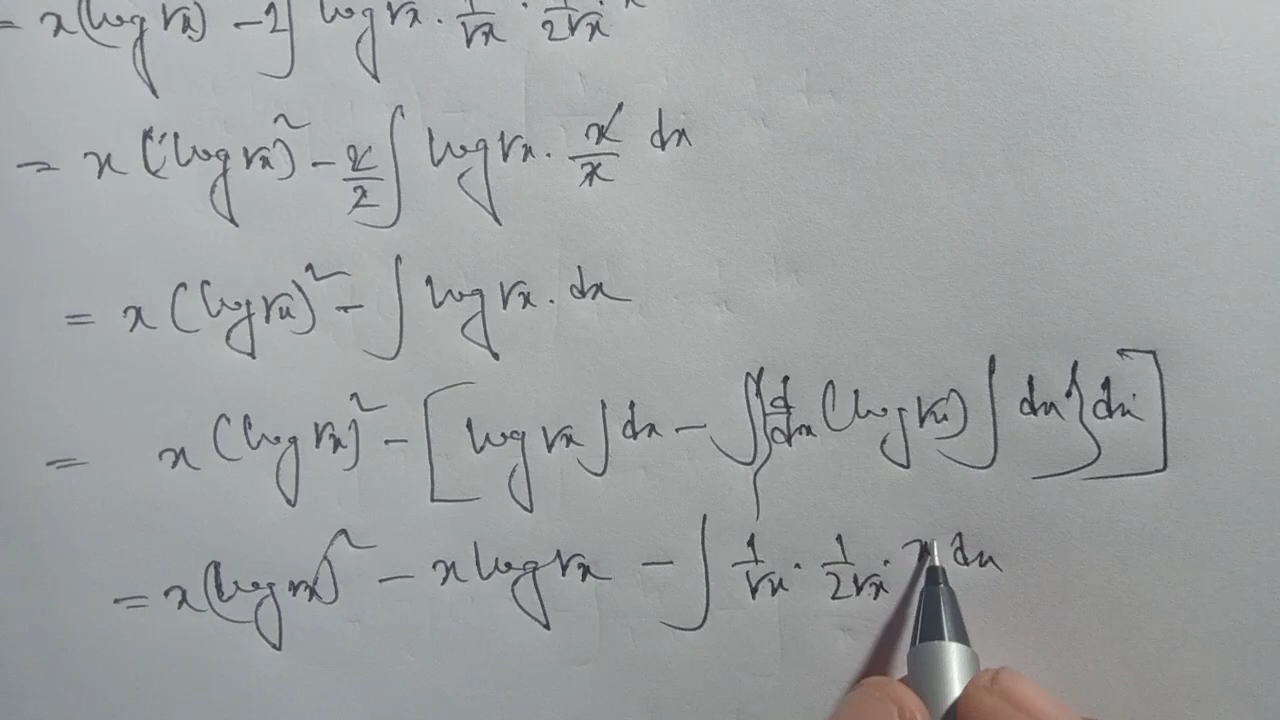 = x(log √x) - 2∫ log √x · 1/√x · 1/2√x · x
= x (log √x)² - 2/2 ∫ log √x · x/x dx
= x (log √x)² - ∫ log √x · dx
= x (log √x)² - [log √x ∫ dx - ∫{d/dx (log √x) ∫ dx} dx]
= x(log √x)² - x log √x - ∫ 1/√x · 1/2√x · x dx